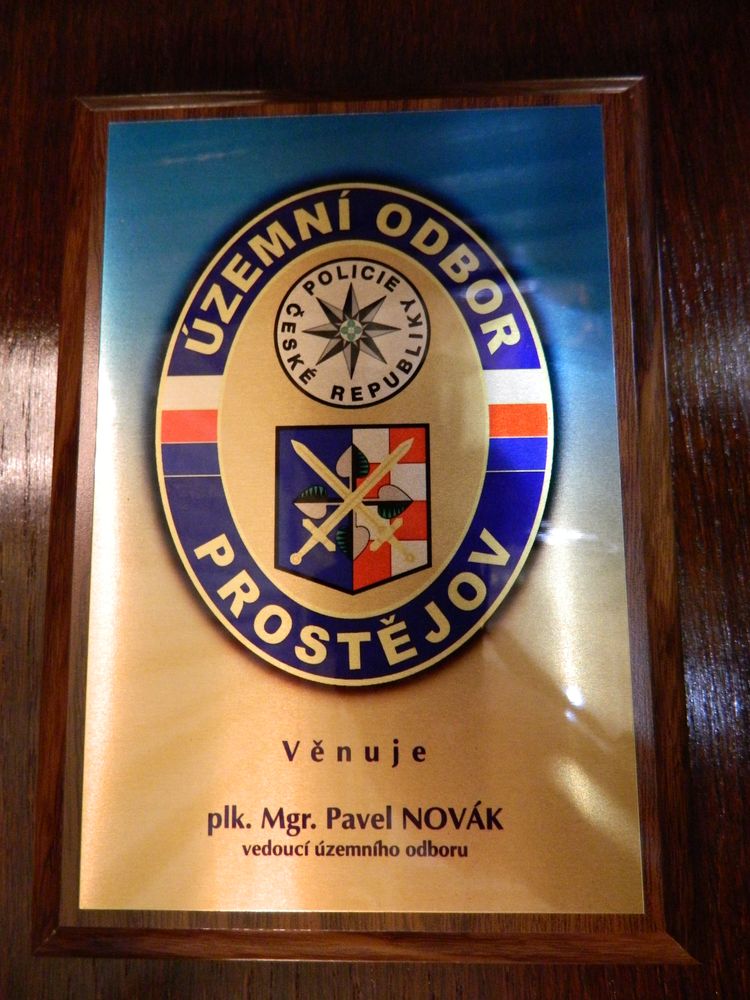 ÚZEMNÍ ODBOR
POLICIE
ČESKÉ REPUBLIKY
PROSTĚJOV
Věnuje
plk. Mgr. Pavel NOVÁK
vedoucí územního odboru